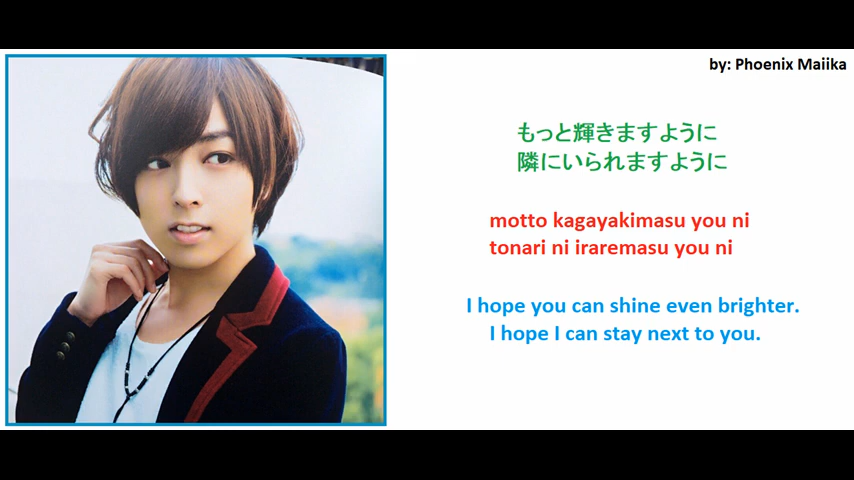 by: Phoenix Maiika
もっと輝きますように
隣にいられますように
motto kagayakimasu you ni
tonari ni iraremasu you ni
I hope you can shine even brighter.
I hope I can stay next to you.